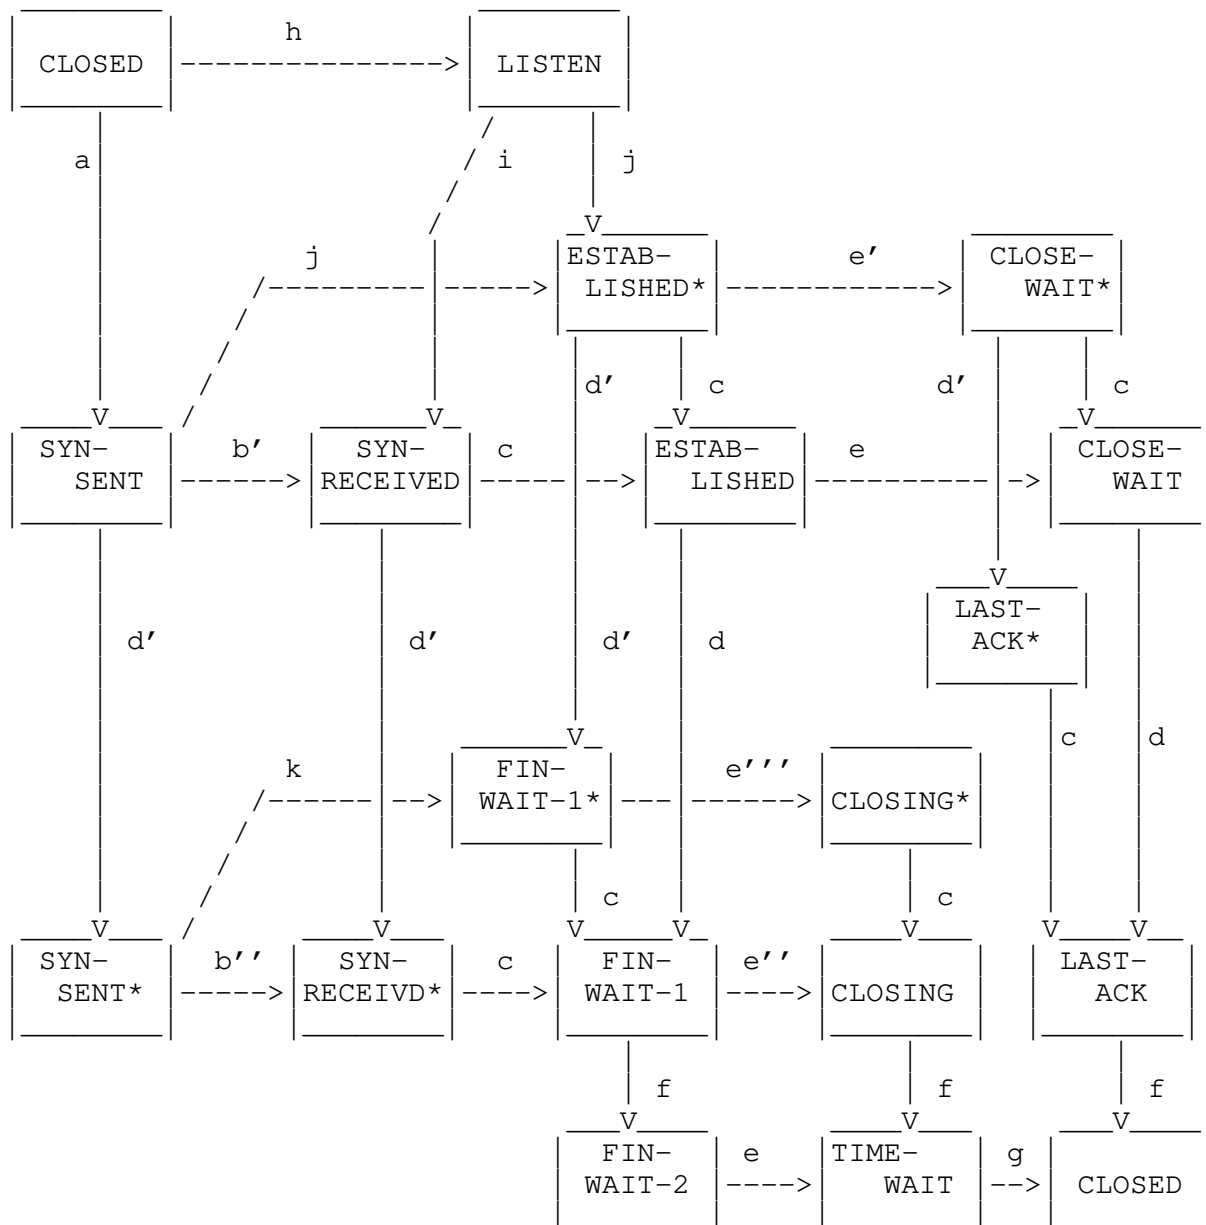 h
CLOSED LISTEN
a i j
j ESTAB- e' CLOSE-
LISHED* WAIT*
d' c d' c
SYN- b' SYN- c ESTAB- e CLOSE-
SENT RECEIVED LISHED WAIT
LAST-
d' d' d' d ACK*
c d
k FIN- e'''
WAIT-1* CLOSING*
c c
SYN- b'' SYN- c FIN- e'' LAST-
SENT* RECEIVD* WAIT-1 CLOSING ACK
f f f
FIN- e TIME- g
WAIT-2 WAIT CLOSED